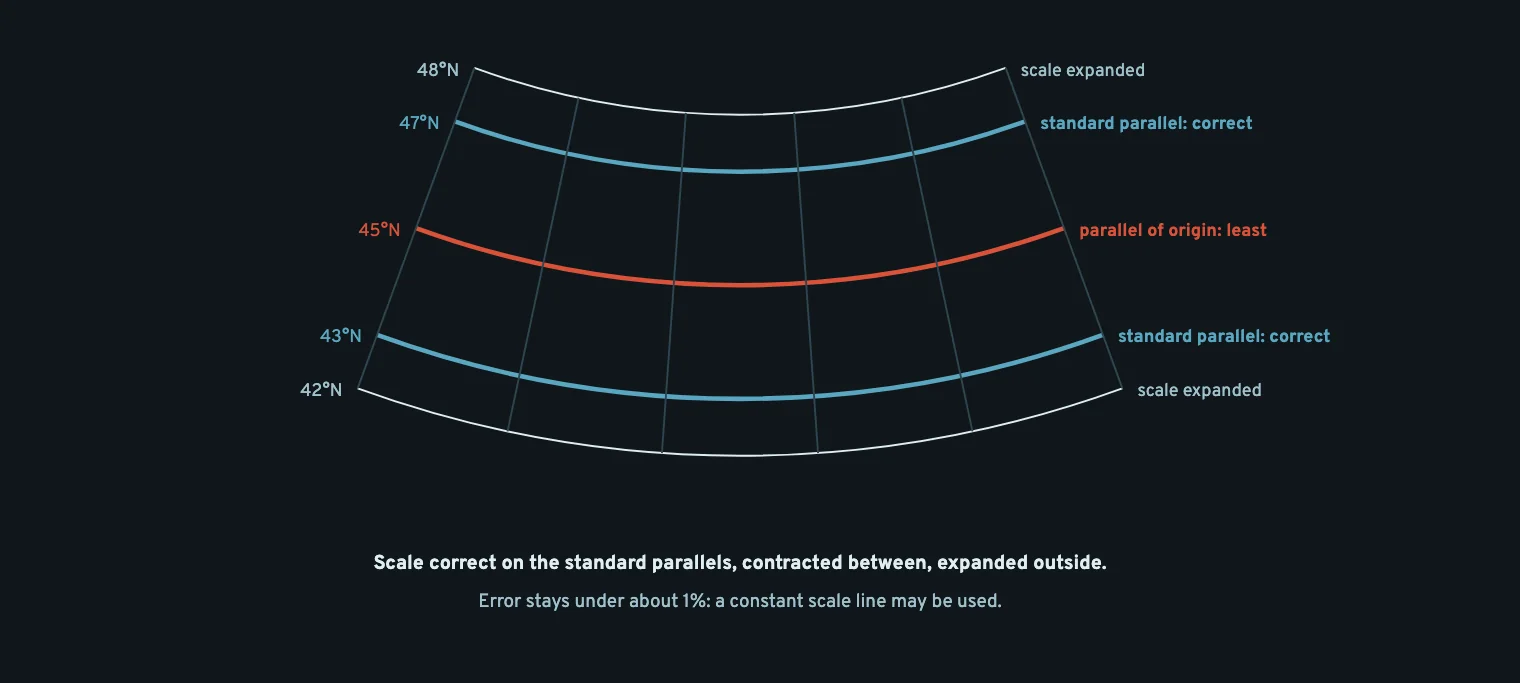 48°N scale expanded
47°N standard parallel: correct
45°N parallel of origin: least
43°N standard parallel: correct
42°N scale expanded
Scale correct on the standard parallels, contracted between, expanded outside.
Error stays under about 1%: a constant scale line may be used.